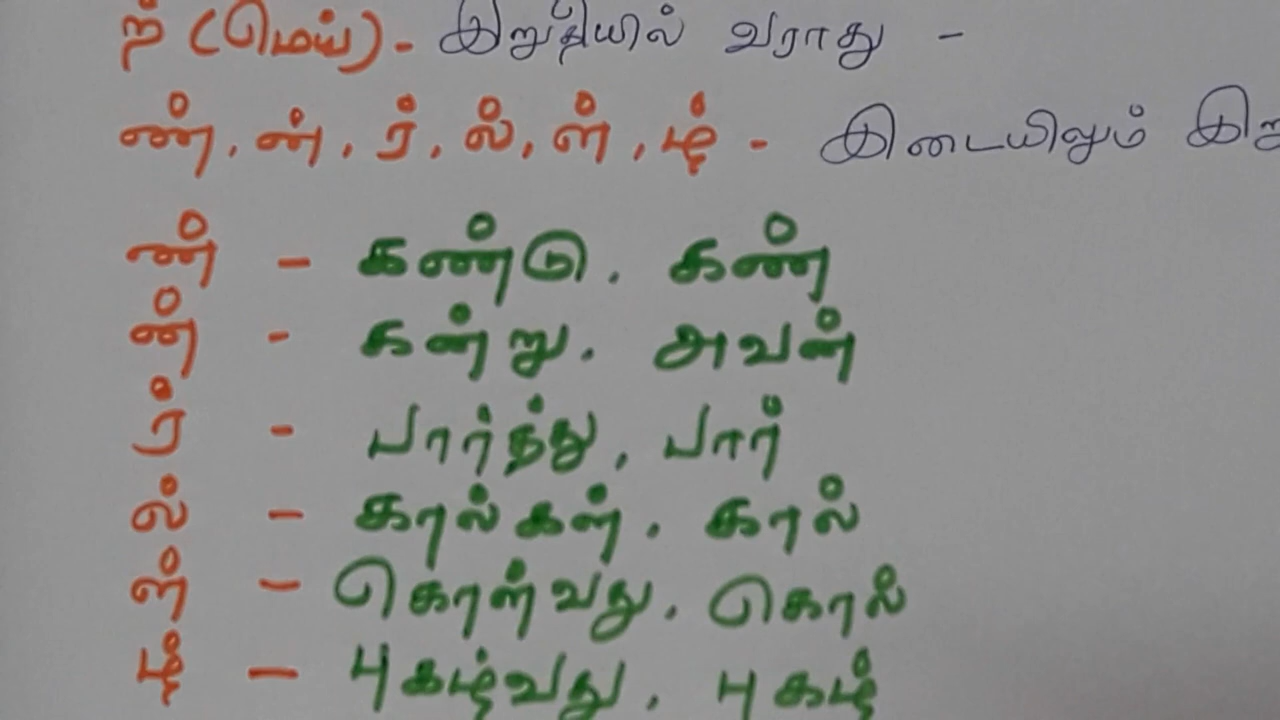 ற் (மெய்) - இறுதியில் வராது -
ண், ன், ர், ல், ள், ழ் - இடையிலும்
ண் - கண்டு, கண்
ன் - கன்று, அவன்
ர் - பார்த்து, பார்
ல் - கால்கள், கால்
ள் - கொள்வது, கொல்
ழ் - புகழ்வது, புகழ்